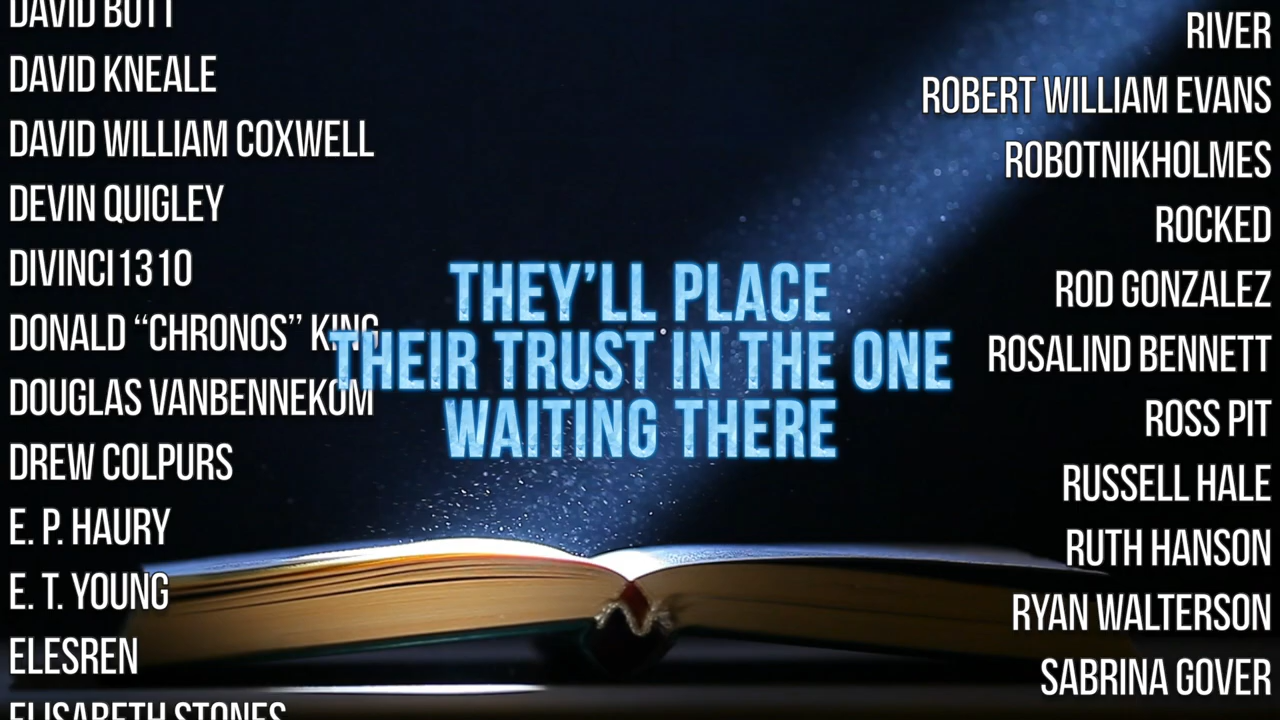 DAVID BUTT
DAVID KNEALE
DAVID WILLIAM COXWELL
DEVIN QUIGLEY
DIVINCI1310
DONALD “CHRONOS” KING
DOUGLAS VANBENNEKOM
DREW COLPURS
E. P. HAURY
E. T. YOUNG
ELESREN
ELISABETH STONES
THEY’LL PLACE
THEIR TRUST IN THE ONE
WAITING THERE
RIVER
ROBERT WILLIAM EVANS
ROBOTNIKHOLMES
ROCKED
ROD GONZALEZ
ROSALIND BENNETT
ROSS PIT
RUSSELL HALE
RUTH HANSON
RYAN WALTERSON
SABRINA GOVER